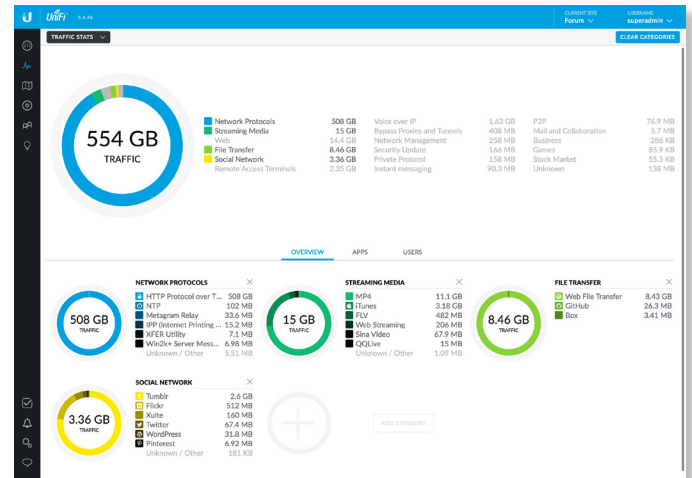 UniFi 5.6.36
CURRENT SITE
Forum
USERNAME
superadmin
TRAFFIC STATS
CLEAR CATEGORIES
554 GB
TRAFFIC
Network Protocols 508 GB
Streaming Media 15 GB
Web 14.4 GB
File Transfer 8.46 GB
Social Network 3.36 GB
Remote Access Terminals 2.35 GB
Voice over IP 1.63 GB
Bypass Proxies and Tunnels 408 MB
Network Management 258 MB
Security Update 166 MB
Private Protocol 158 MB
Instant messaging 90.3 MB
P2P 76.9 MB
Mail and Collaboration 5.7 MB
Business 286 KB
Games 85.9 KB
Stock Market 55.3 KB
Unknown 138 MB
OVERVIEW APPS USERS
508 GB
TRAFFIC
NETWORK PROTOCOLS
HTTP Protocol over T... 508 GB
NTP 102 MB
Metagram Relay 33.6 MB
IPP (Internet Printing ... 15.2 MB
XFER Utility 7.1 MB
Win2k+ Server Mess... 6.98 MB
Unknown / Other 5.51 MB
15 GB
TRAFFIC
STREAMING MEDIA
MP4 11.1 GB
iTunes 3.18 GB
FLV 482 MB
Web Streaming 206 MB
Sina Video 67.9 MB
QQLive 15 MB
Unknown / Other 1.09 MB
8.46 GB
TRAFFIC
FILE TRANSFER
Web File Transfer 8.43 GB
GitHub 26.3 MB
Box 3.41 MB
3.36 GB
TRAFFIC
SOCIAL NETWORK
Tumblr 2.6 GB
Flickr 512 MB
Xuite 160 MB
Twitter 67.4 MB
WordPress 31.8 MB
Pinterest 6.92 MB
Unknown / Other 181 KB
ADD CATEGORY